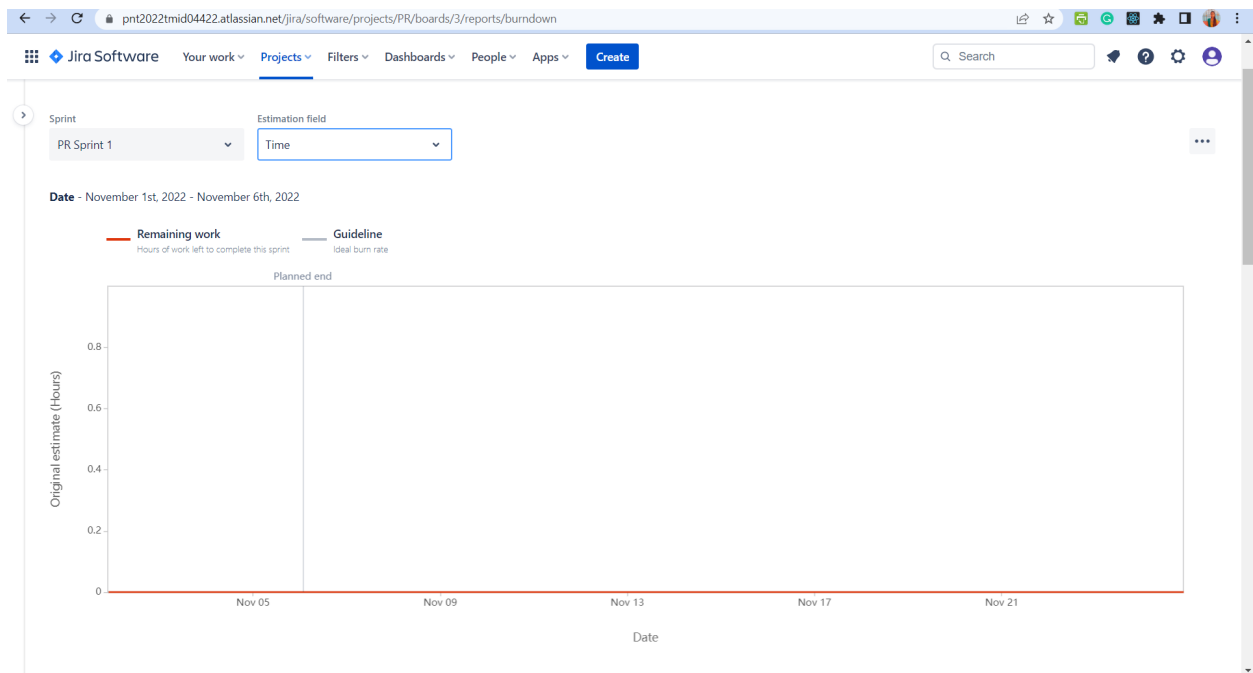 pnt2022tmid04422.atlassian.net/jira/software/projects/PR/boards/3/reports/burndown
Jira Software Your work Projects Filters Dashboards People Apps Create Search
Sprint Estimation field
PR Sprint 1 Time
Date - November 1st, 2022 - November 6th, 2022
Remaining work Guideline
Hours of work left to complete this sprint Ideal burn rate
Planned end
0.8
0.6
0.4
0.2
0
Original estimate (Hours)
Nov 05 Nov 09 Nov 13 Nov 17 Nov 21
Date